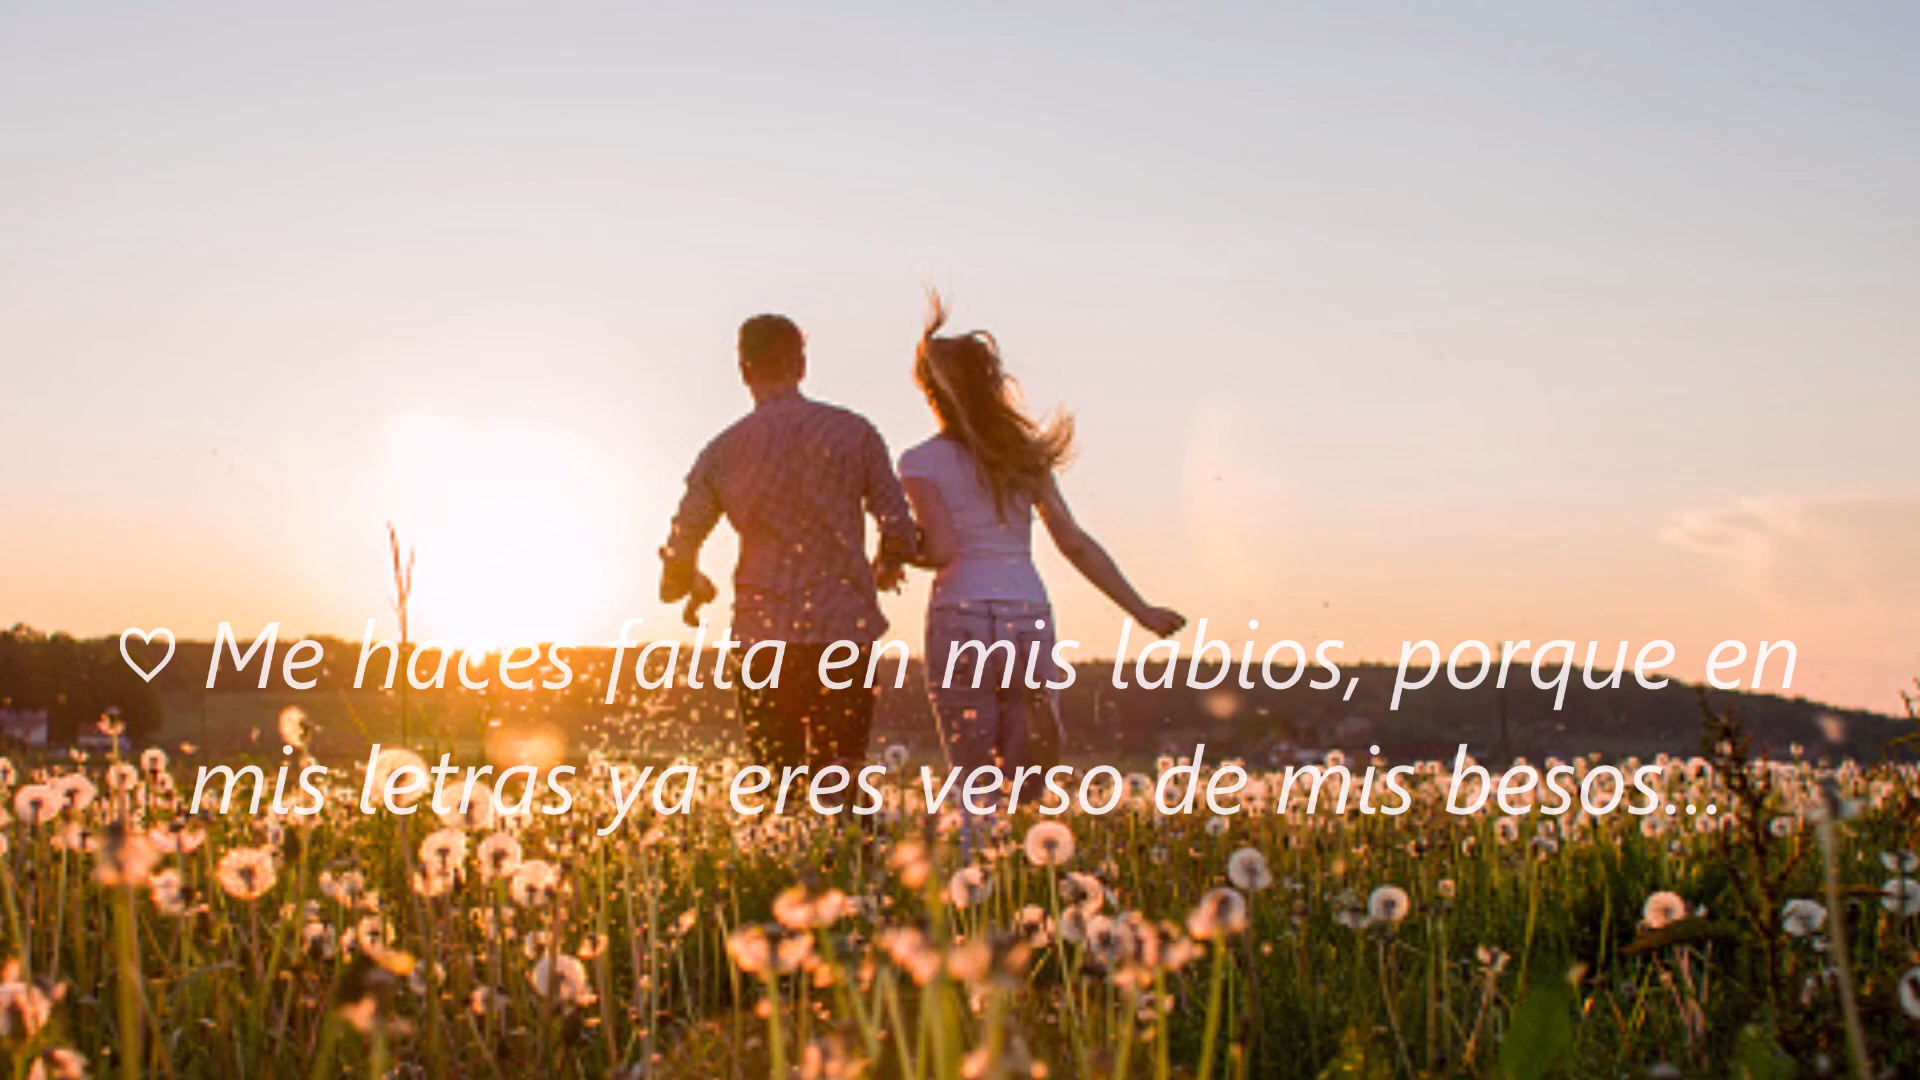 ♡ Me haces falta en mis labios, porque en
mis letras ya eres verso de mis besos...